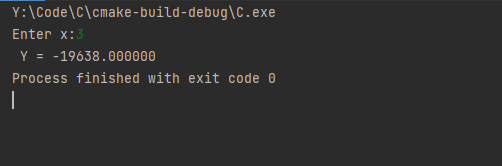 Y:\Code\C\cmake-build-debug\C.exe
Enter x:3
Y = -19638.000000
Process finished with exit code 0